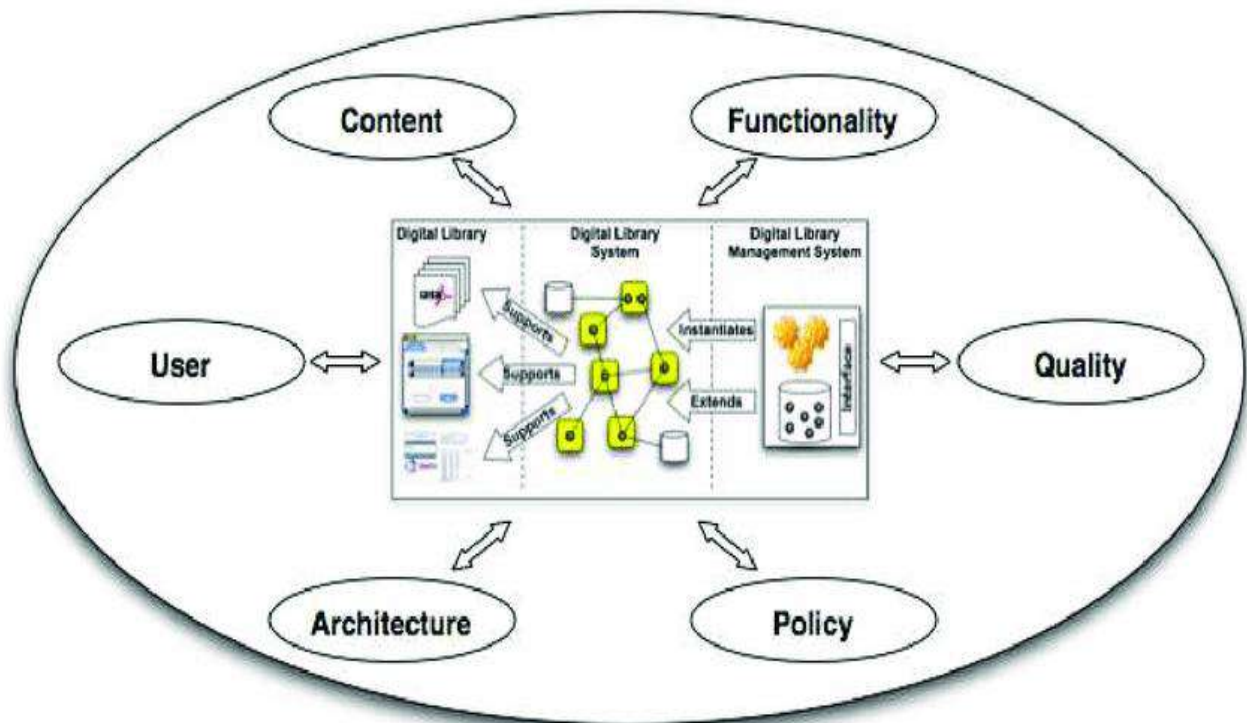 Content
Functionality
Digital Library
Digital Library
System
Digital Library
Management System
Supports
Instantiates
User
Supports
Interface
Quality
Extends
Supports
Architecture
Policy